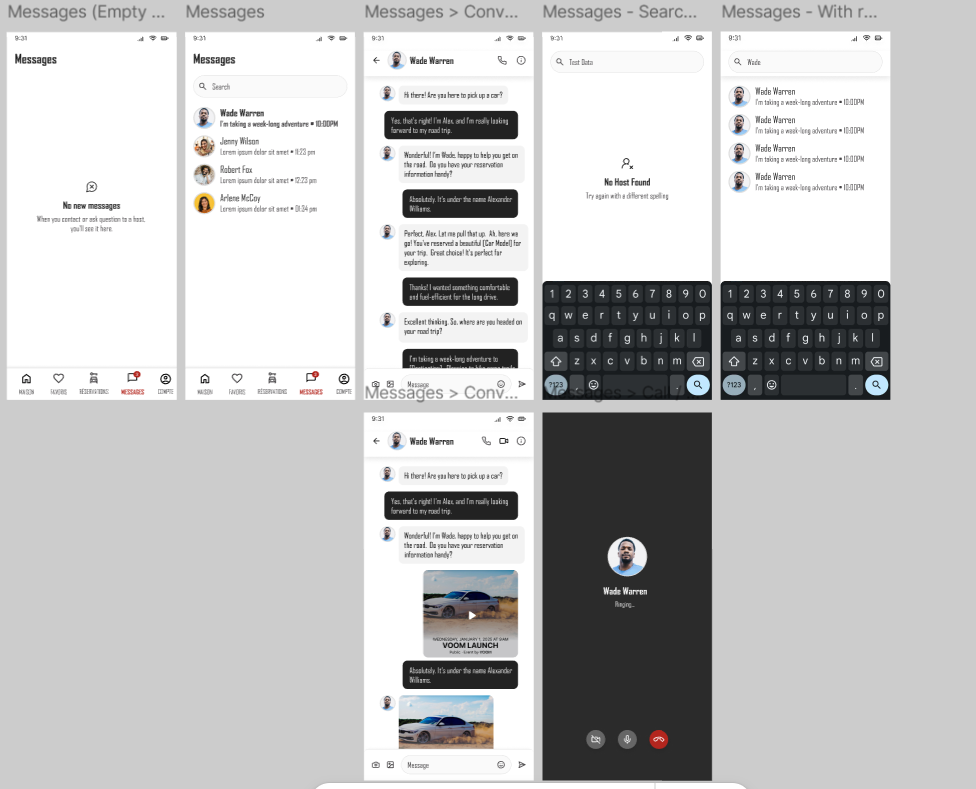 Messages (Empty ...
Messages
Messages > Conv...
Messages - Searc...
Messages - With r...
9:31
Messages
No new messages
When you contact or ask question to a host,
you'll see it here.
MAISON
FAVORIS
RÉSERVATIONS
MESSAGES
COMPTE
9:31
Messages
Search
Wade Warren
I'm taking a week-long adventure • 10:00PM
Jenny Wilson
Lorem ipsum dolor sit amet • 11:23 pm
Robert Fox
Lorem ipsum dolor sit amet • 12:23 pm
Arlene McCoy
Lorem ipsum dolor sit amet • 01:34 pm
MAISON
FAVORIS
RÉSERVATIONS
MESSAGES
COMPTE
9:31
Wade Warren
Hi there! Are you here to pick up a car?
Yes, that's right! I'm Alex, and I'm really looking
forward to my road trip.
Wonderful! I'm Wade, happy to help you get on
the road. Do you have your reservation
information handy?
Absolutely. It's under the name Alexander
Williams.
Perfect, Alex. Let me pull that up. Ah, here we
go! You've reserved a beautiful [Car Model] for
your trip. Great choice! It's perfect for
exploring.
Thanks! I wanted something comfortable
and fuel-efficient for the long drive.
Excellent thinking. So, where are you headed on
your road trip?
I'm taking a week-long adventure to
Message
9:31
Test Data
No Host Found
Try again with a different spelling
1 2 3 4 5 6 7 8 9 0
q w e r t y u i o p
a s d f g h j k l
z x c v b n m
?123 , .
9:31
Wade
Wade Warren
I'm taking a week-long adventure • 10:00PM
Wade Warren
I'm taking a week-long adventure • 10:00PM
Wade Warren
I'm taking a week-long adventure • 10:00PM
Wade Warren
I'm taking a week-long adventure • 10:00PM
1 2 3 4 5 6 7 8 9 0
q w e r t y u i o p
a s d f g h j k l
z x c v b n m
?123 , .
Messages > Conv...
Messages > Call /
9:31
Wade Warren
Hi there! Are you here to pick up a car?
Yes, that's right! I'm Alex, and I'm really looking
forward to my road trip.
Wonderful! I'm Wade, happy to help you get on
the road. Do you have your reservation
information handy?
WEDNESDAY, JANUARY 1, 2025 AT 9AM
VOOM LAUNCH
Public · Event by VOOM
Absolutely. It's under the name Alexander
Williams.
Message
Wade Warren
Ringing...